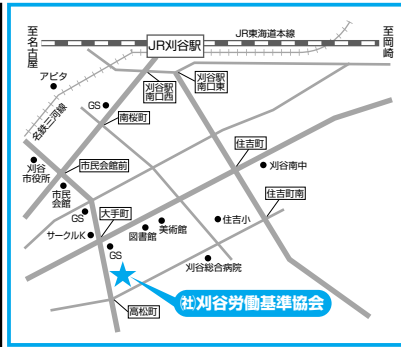 至名古屋
JR東海道本線
至岡崎
JR刈谷駅
アピタ
刈谷駅
南口西
刈谷駅
南口東
名鉄三河線
GS
南桜町
住吉町
刈谷
市役所
市民会館前
刈谷南中
市民
会館
住吉町南
大手町
GS
美術館
住吉小
図書館
サークルK
GS
刈谷総合病院
㈳刈谷労働基準協会
高松町